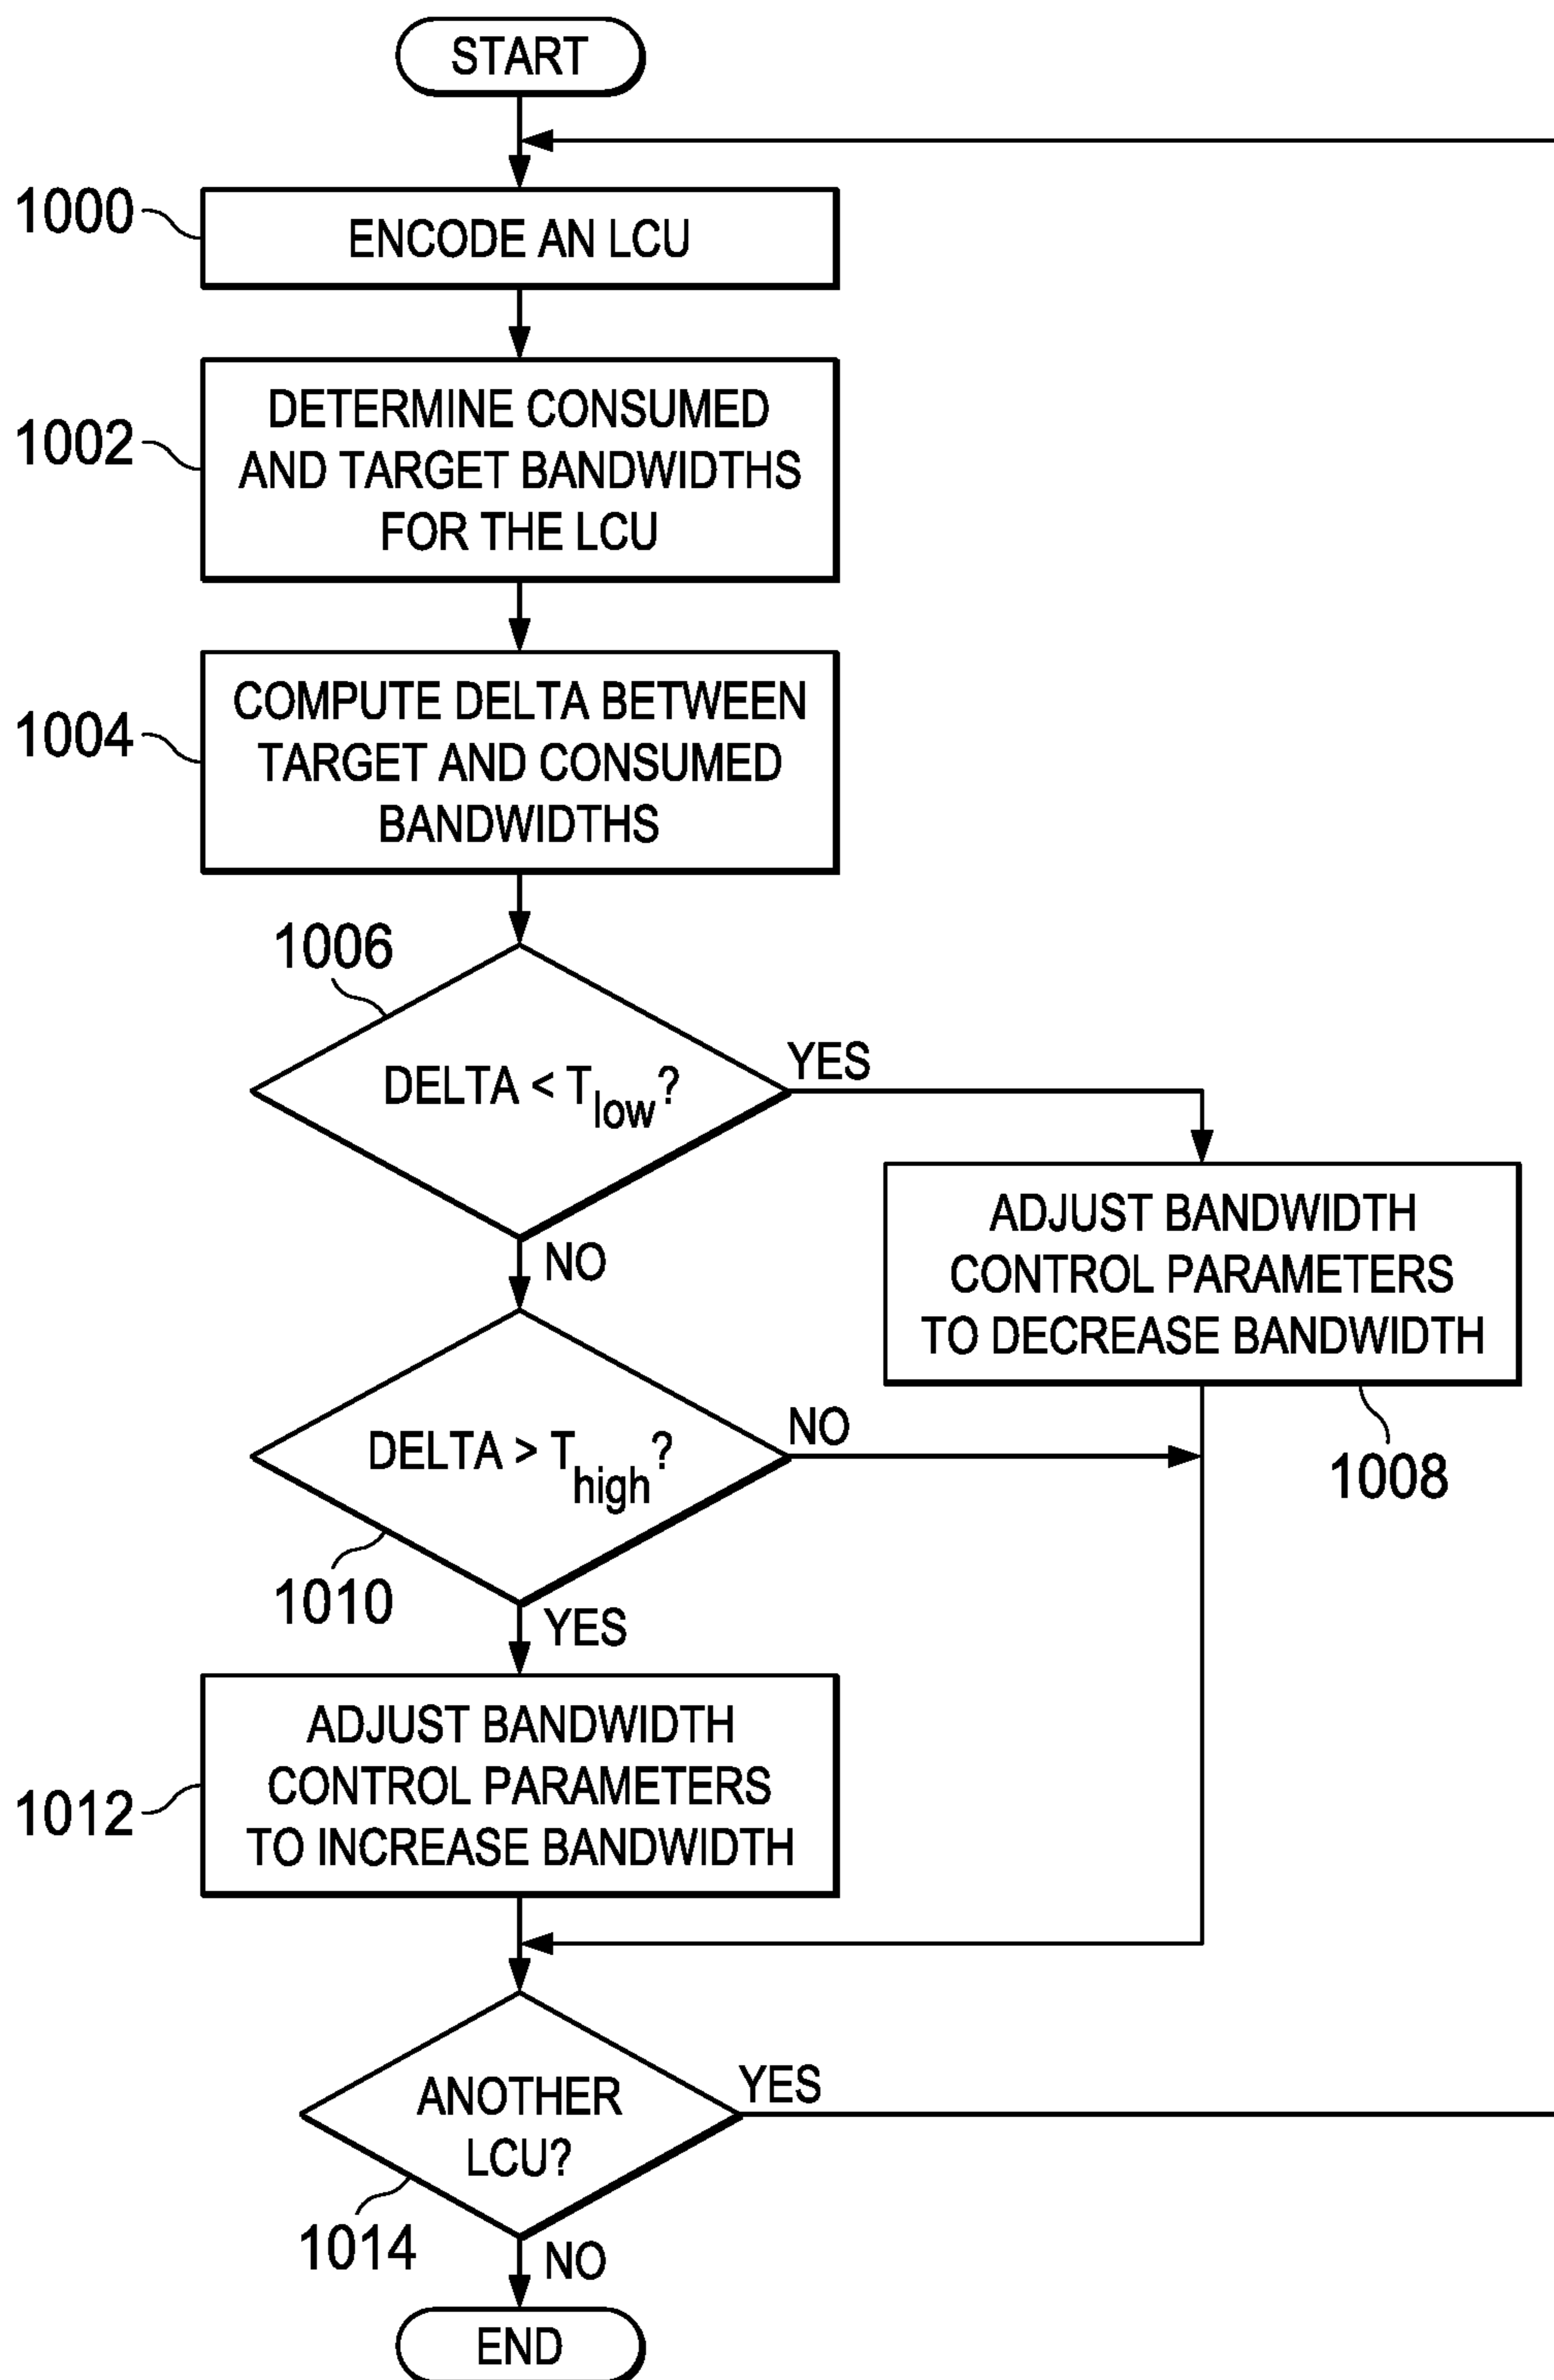 START
1000
ENCODE AN LCU
1002
DETERMINE CONSUMED
AND TARGET BANDWIDTHS
FOR THE LCU
1004
COMPUTE DELTA BETWEEN
TARGET AND CONSUMED
BANDWIDTHS
1006
DELTA < Tlow?
YES
NO
ADJUST BANDWIDTH
CONTROL PARAMETERS
TO DECREASE BANDWIDTH
1008
DELTA > Thigh?
NO
1010
YES
1012
ADJUST BANDWIDTH
CONTROL PARAMETERS
TO INCREASE BANDWIDTH
ANOTHER
LCU?
YES
1014
NO
END